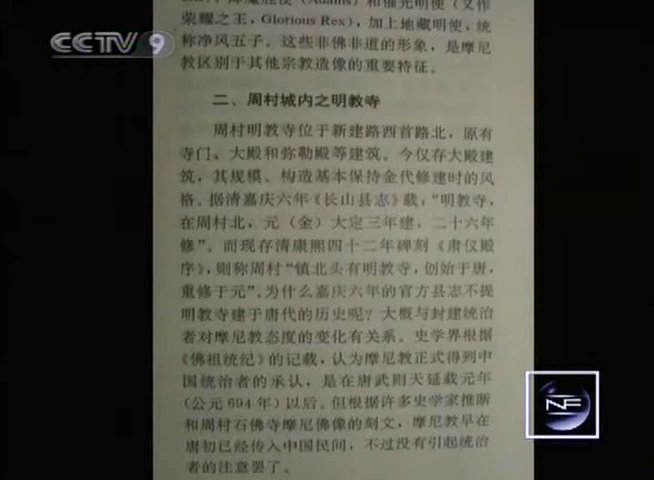 CCTV 9
荣耀之王, Glorious Rex), 加上地藏明使, 统
称净风五子。这些非佛非道的形象, 是摩尼
教区别于其他宗教造像的重要特征。
二、周村城内之明教寺
周村明教寺位于新建路西首路北, 原有
寺门、大殿和弥勒殿等建筑。今仅存大殿建
筑, 其规模、构造基本保持金代修建时的风
格。据清嘉庆六年《长山县志》载: “明教寺,
在周村北, 元（金）大定三年建, 二十六年
修”。而现存清康熙四十二年碑刻《肃仪殿
序》, 则称周村“镇北头有明教寺, 创始于唐,
重修于元”。为什么嘉庆六年的官方县志不提
明教寺建于唐代的历史呢? 大概与封建统治
者对摩尼教态度的变化有关系。史学界根据
《佛祖统纪》的记载, 认为摩尼教正式得到中
国统治者的承认, 是在唐武则天延载元年
(公元 694 年) 以后。但根据许多史学家推断
和周村石佛寺摩尼佛像的刻文, 摩尼教早在
唐初已经传入中国民间, 不过没有引起统治
者的注意罢了。
NF